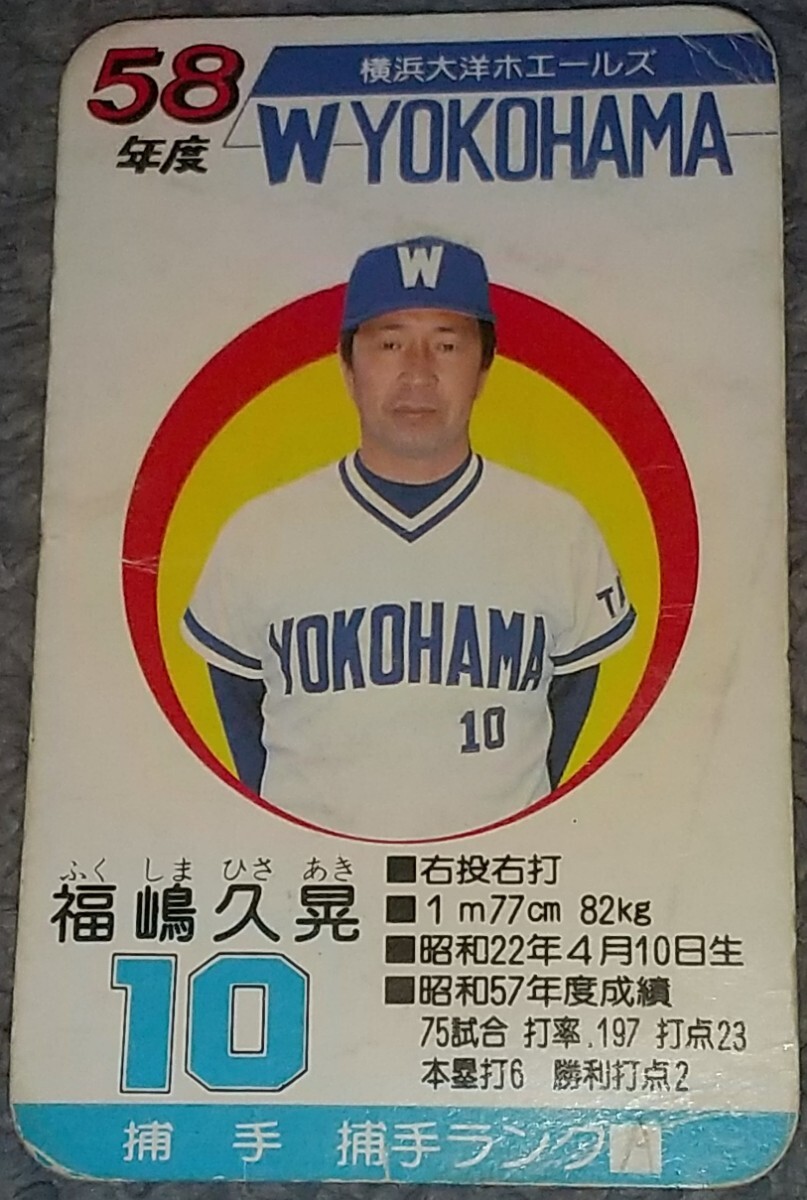 58
年度
横浜大洋ホエールズ
W YOKOHAMA
W
TA
YOKOHAMA
10
ふく しま ひさ あき
福嶋久晃
10
■右投右打
■1m77cm 82kg
■昭和22年4月10日生
■昭和57年度成績
75試合 打率.197 打点23
本塁打6 勝利打点2
捕手 捕手ランクA